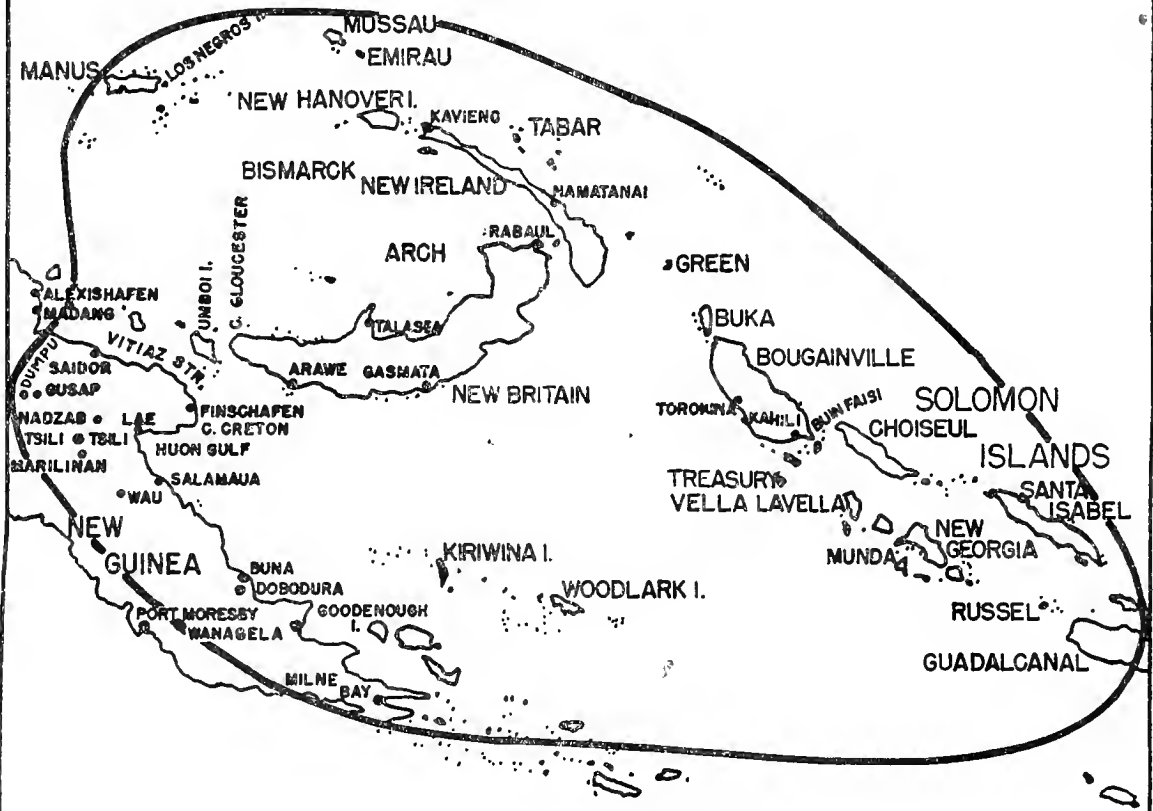 MUSSAU
LOS NEGROS I.
EMIRAU
MANUS
NEW HANOVER I.
KAVIENG
TABAR
BISMARCK
NEW IRELAND
NAMATANAI
RABAUL
ARCH
GREEN
C. GLOUCESTER
UMBOI I.
ALEXISHAFEN
MADANG
TALASEA
BUKA
VITIAZ STR.
BOUGAINVILLE
DUMPU
SAIDOR
ARAWE
GASMATA
NEW BRITAIN
GUSAP
SOLOMON
TOROKINA
KAHILI
BUIN FAISI
CHOISEUL
FINSCHAFEN
NADZAB
LAE
C. CRETON
TSILI
TSILI
HUON GULF
ISLANDS
MARILINAN
SALAMAUA
TREASURY
SANTA
ISABEL
VELLA LAVELLA
WAU
NEW
GUINEA
NEW
GEORGIA
MUNDA
KIRIWINA I.
BUNA
DOBODURA
WOODLARK I.
GOODENOUGH
I.
RUSSEL
PORT MORESBY
WANAGELA
GUADALCANAL
MILNE
BAY